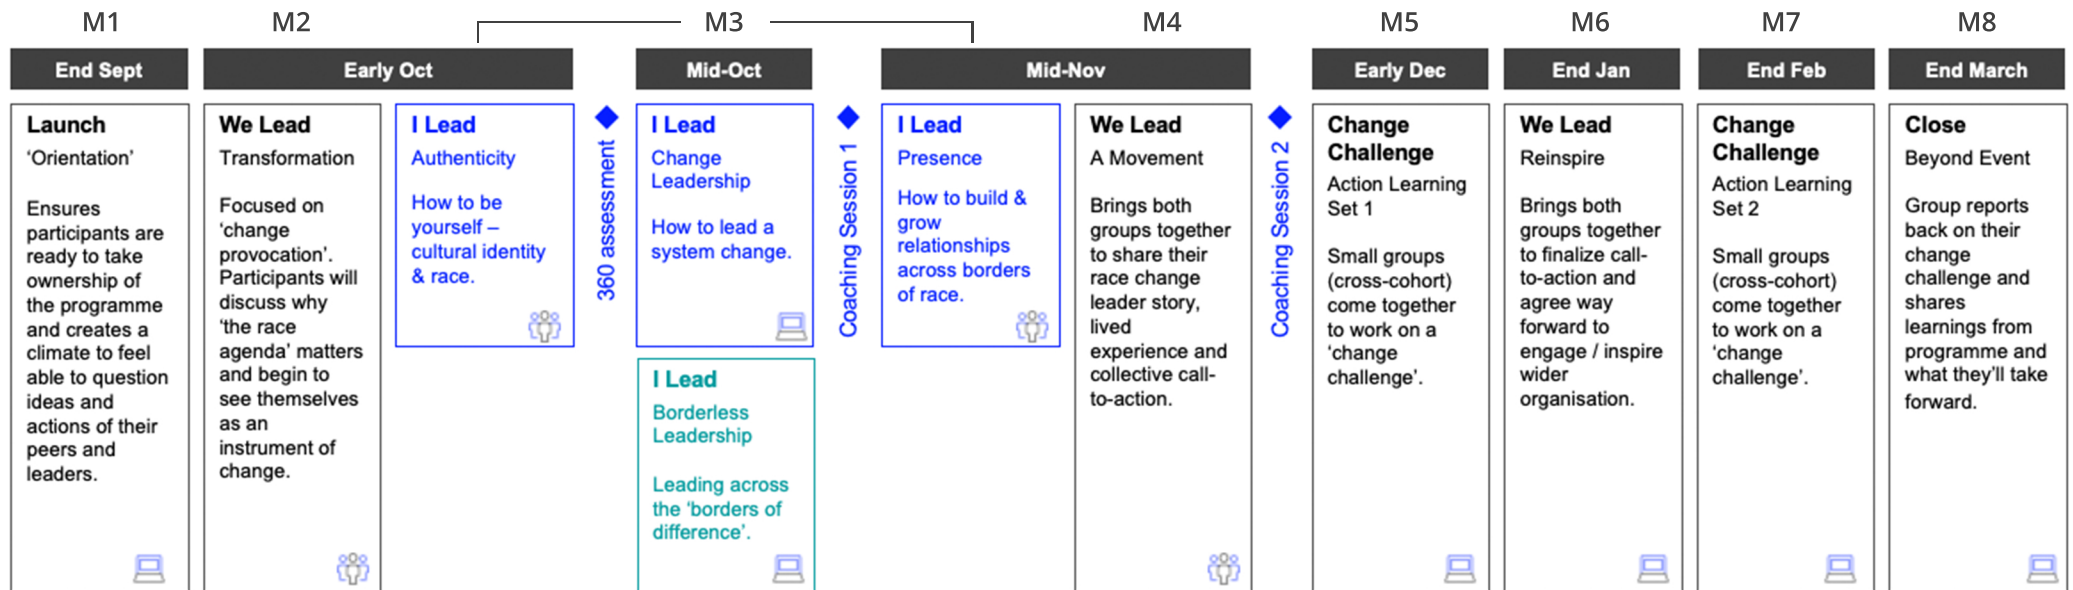 M1
M2
M3
M4
M5
M6
M7
M8
End Sept
Early Oct
Mid-Oct
Mid-Nov
Early Dec
End Jan
End Feb
End March
Launch
‘Orientation’
Ensures
participants are
ready to take
ownership of
the programme
and creates a
climate to feel
able to question
ideas and
actions of their
peers and
leaders.
We Lead
Transformation
Focused on
‘change
provocation’.
Participants will
discuss why
‘the race
agenda’ matters
and begin to
see themselves
as an
instrument of
change.
I Lead
Authenticity
How to be
yourself –
cultural identity
& race.
360 assessment
I Lead
Change
Leadership
How to lead a
system change.
I Lead
Borderless
Leadership
Leading across
the ‘borders of
difference’.
Coaching Session 1
I Lead
Presence
How to build &
grow
relationships
across borders
of race.
We Lead
A Movement
Brings both
groups together
to share their
race change
leader story,
lived
experience and
collective call-
to-action.
Coaching Session 2
Change
Challenge
Action Learning
Set 1
Small groups
(cross-cohort)
come together
to work on a
‘change
challenge’.
We Lead
Reinspire
Brings both
groups together
to finalize call-
to-action and
agree way
forward to
engage / inspire
wider
organisation.
Change
Challenge
Action Learning
Set 2
Small groups
(cross-cohort)
come together
to work on a
‘change
challenge’.
Close
Beyond Event
Group reports
back on their
change
challenge and
shares
learnings from
programme and
what they’ll take
forward.